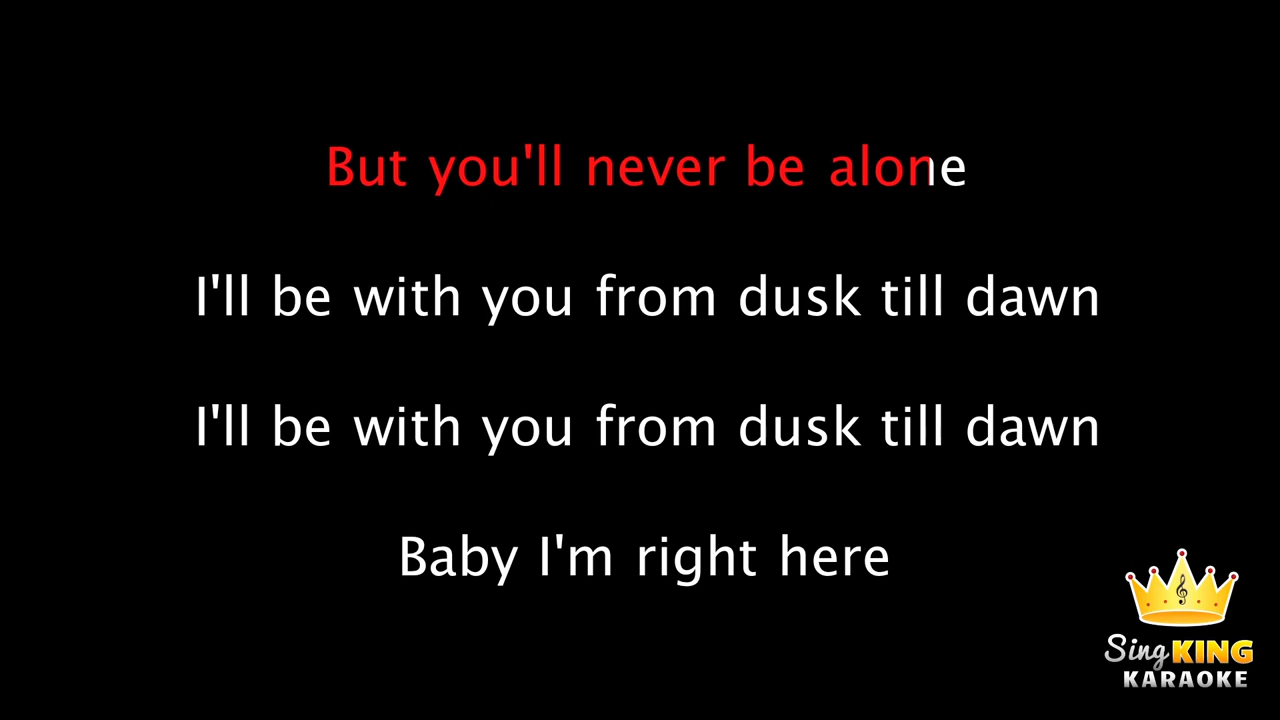 But you'll never be alone
I'll be with you from dusk till dawn
I'll be with you from dusk till dawn
Baby I'm right here
Sing KING
KARAOKE